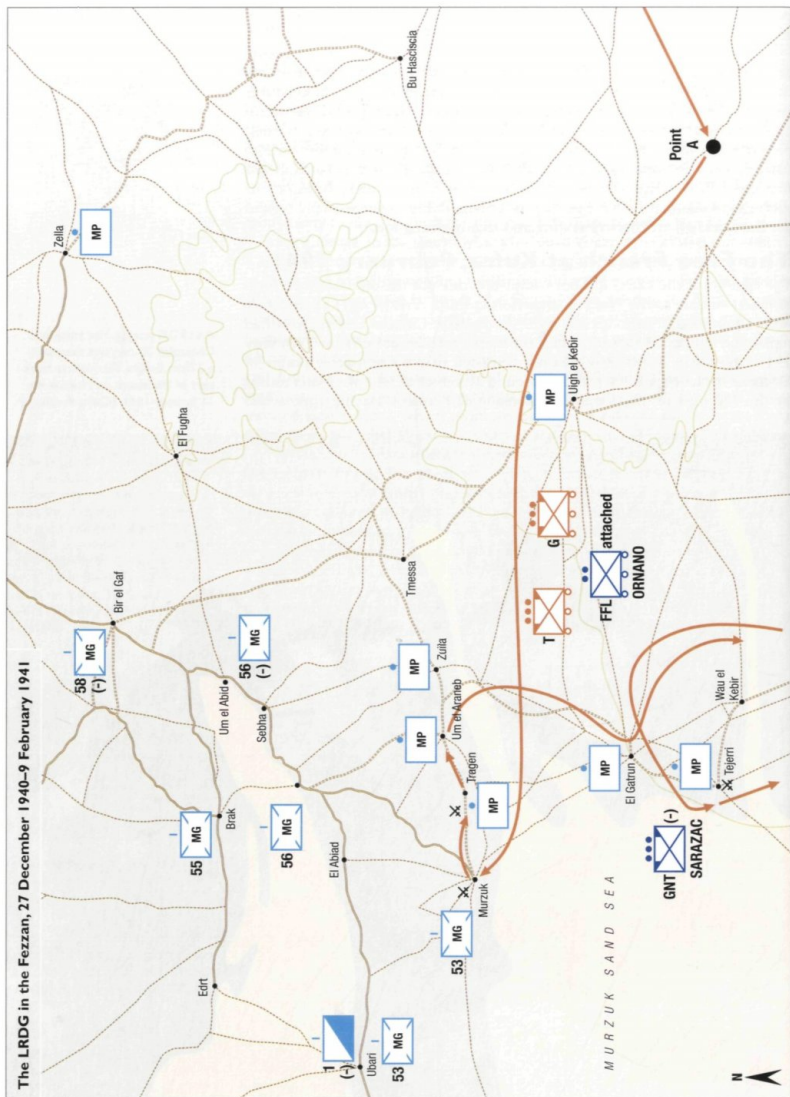 The LRDG in the Fezzan, 27 December 1940–9 February 1941
Zella
MP
Bu Hasciscia
El Fugha
Bir el Gaf
MG
58
(-)
Um el Abid
MG
56
(-)
Sebha
Tmessa
Point
A
Uigh el Kebir
MP
Brak
MG
55
MG
56
Zuila
MP
MP
Um el Araneb
G
T
FFL
attached
ORNANO
Edri
El Abiad
Tragen
MP
Murzuk
MG
53
Wau el
Kebir
El Gatrun
MP
MP
Tejerri
GNT
(-)
SARAZAC
1
(-)
Ubari
MG
53
MURZUK SAND SEA
N